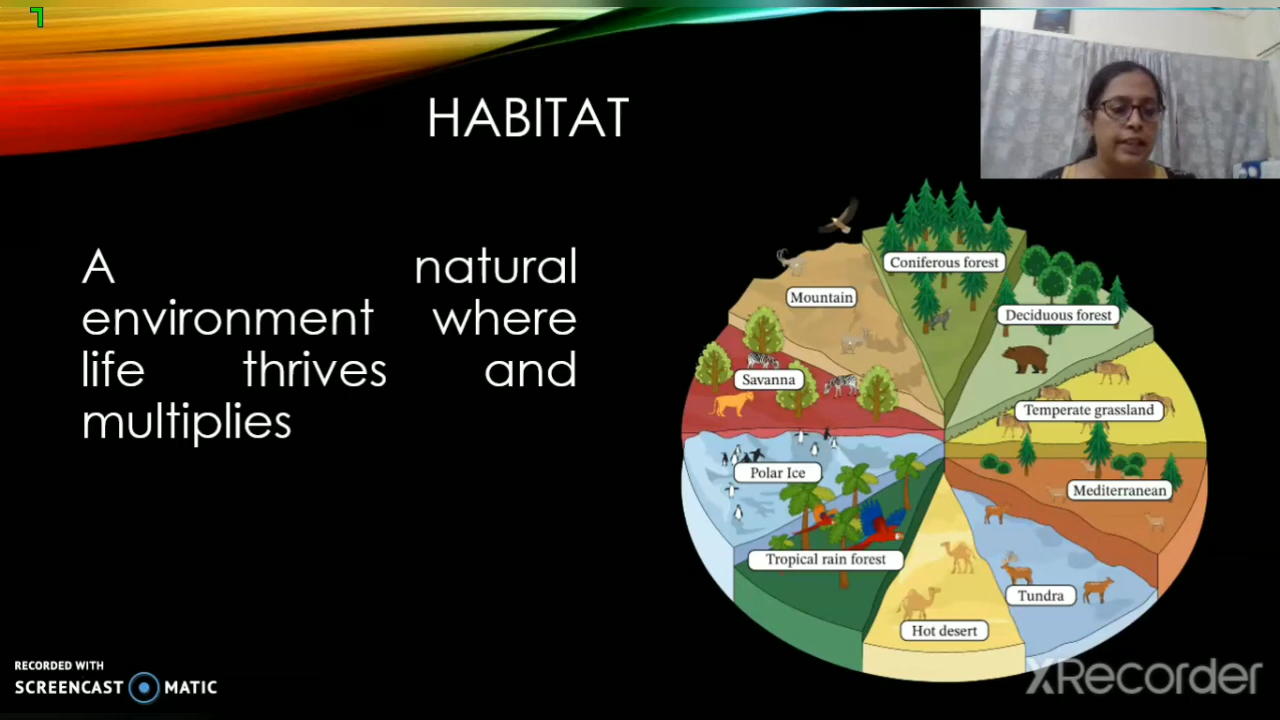 HABITAT
A natural
environment where
life thrives and
multiplies
Coniferous forest
Mountain
Deciduous forest
Savanna
Temperate grassland
Polar Ice
Mediterranean
Tropical rain forest
Tundra
Hot desert
RECORDED WITH
SCREENCAST MATIC
XRecorder